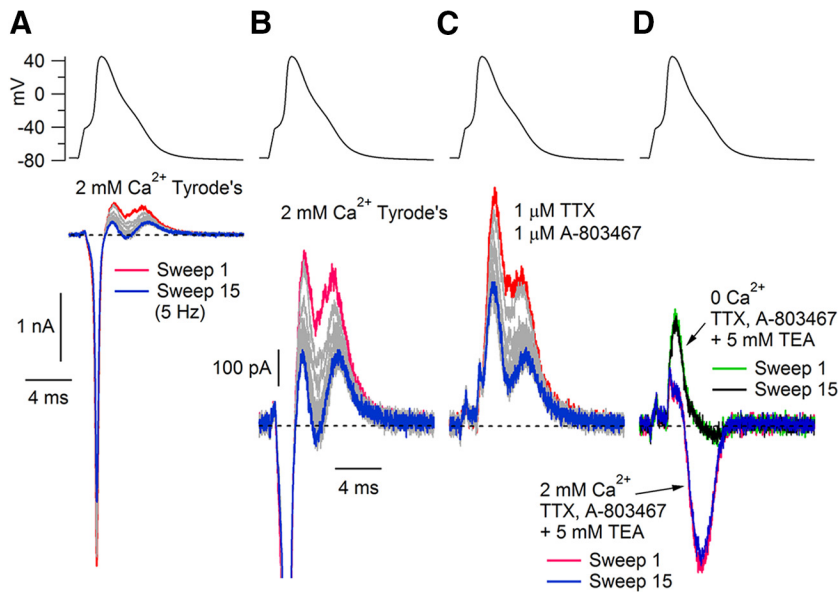 A
B
C
D
mV
40
0
-40
-80
2 mM Ca2+ Tyrode's
Sweep 1
Sweep 15
(5 Hz)
1 nA
4 ms
2 mM Ca2+ Tyrode's
100 pA
4 ms
1 μM TTX
1 μM A-803467
0 Ca2+
TTX, A-803467
+ 5 mM TEA
Sweep 1
Sweep 15
2 mM Ca2+
TTX, A-803467
+ 5 mM TEA
Sweep 1
Sweep 15